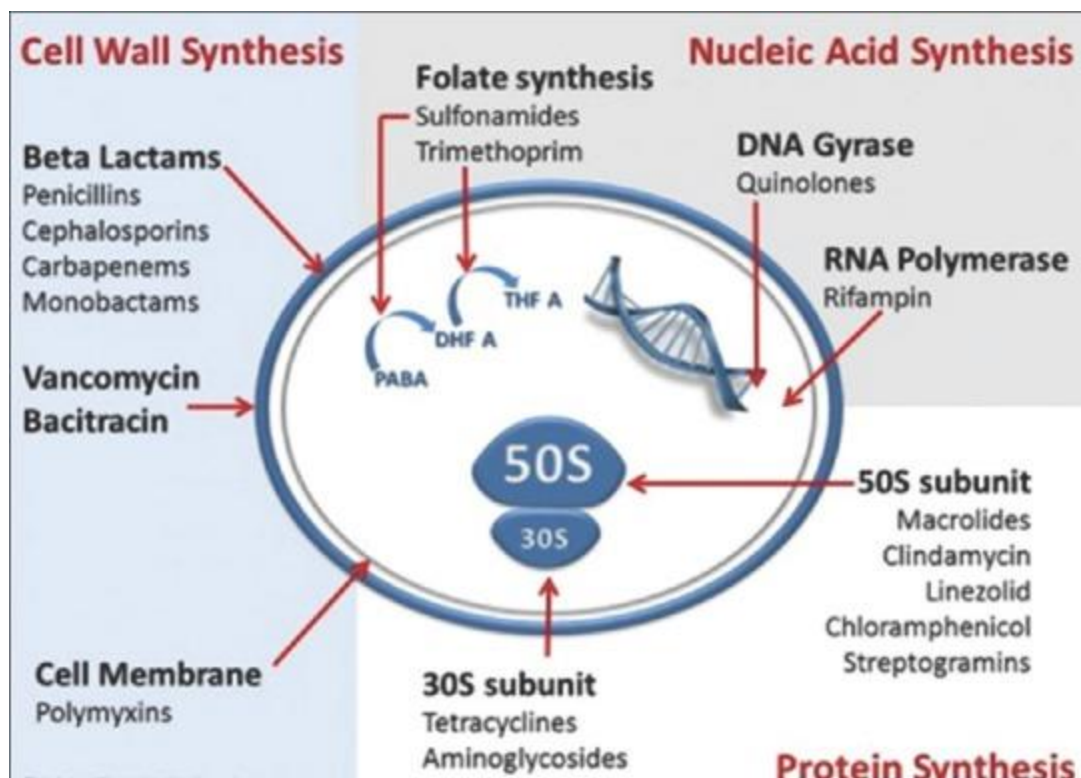 Cell Wall Synthesis
Nucleic Acid Synthesis
Folate synthesis
Sulfonamides
Trimethoprim
Beta Lactams
Penicillins
Cephalosporins
Carbapenems
Monobactams
DNA Gyrase
Quinolones
RNA Polymerase
Rifampin
THF A
DHF A
PABA
Vancomycin
Bacitracin
50S
30S
50S subunit
Macrolides
Clindamycin
Linezolid
Chloramphenicol
Streptogramins
Cell Membrane
Polymyxins
30S subunit
Tetracyclines
Aminoglycosides
Protein Synthesis